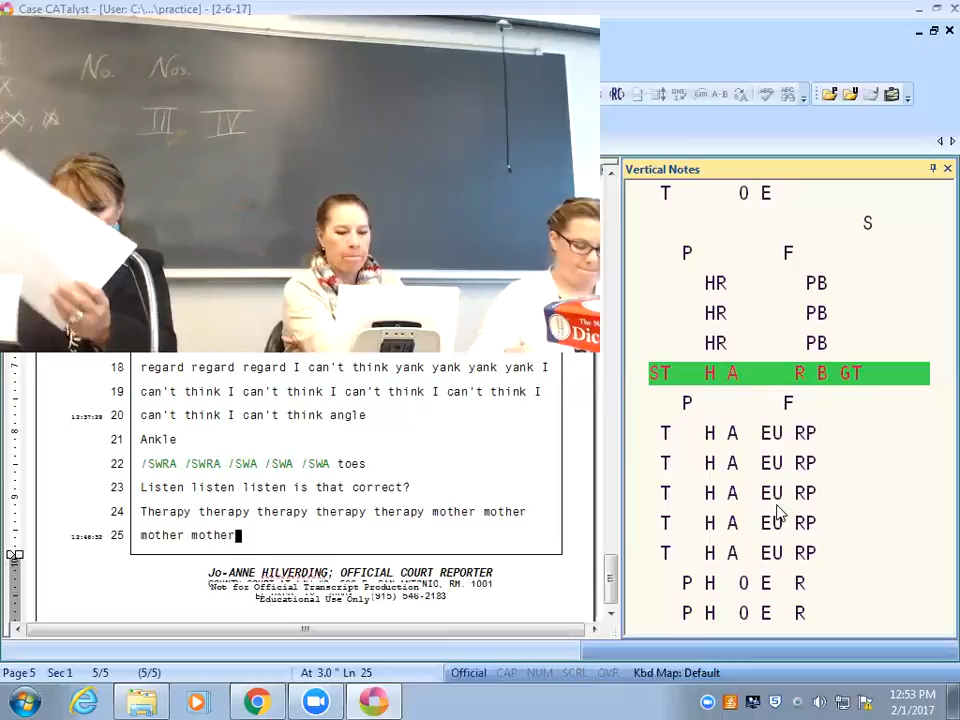 Case CATalyst - [User: C:\...\practice] - [2-6-17]
No. Nos.
III IV
Vertical Notes
T O E
S
P F
HR PB
HR PB
HR PB
ST H A R B GT
P F
T H A EU RP
T H A EU RP
T H A EU RP
T H A EU RP
T H A EU RP
P H O E R
P H O E R
18 regard regard regard I can't think yank yank yank yank I
19 can't think I can't think I can't think I can't think I
12:37:29 20 can't think I can't think angle
21 Ankle
22 /SWRA /SWRA /SWA /SWA /SWA toes
23 Listen listen listen is that correct?
24 Therapy therapy therapy therapy therapy mother mother
12:46:32 25 mother mother
Jo-ANNE HILVERDING; OFFICIAL COURT REPORTER
Not for Official Transcript Production
Educational Use Only
(915) 546-2183
Page 5 Sec 1 5/5 (5/5) At 3.0" Ln 25 Official CAP NUM SCRL OVR Kbd Map: Default
12:53 PM
2/1/2017